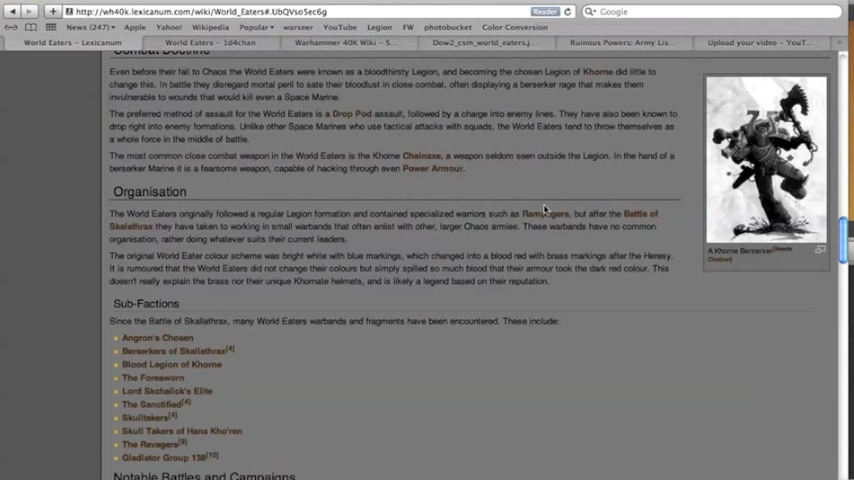 http://wh40k.lexicanum.com/wiki/World_Eaters#.UbQVso5ec6g
Reader
Google
News (247)
Apple
Yahoo!
Wikipedia
Popular
warseer
YouTube
Legion
FW
photobucket
Color Conversion
World Eaters - Lexicanum
World Eaters - 1d4chan
Warhammer 40K Wiki - S...
Dow2_csm_world_eaters.j...
Ruinous Powers: Army Lis...
Upload your video - YouT...
Combat Doctrine
Even before their fall to Chaos the World Eaters were known as a bloodthirsty Legion, and becoming the chosen Legion of Khorne did little to
change this. In battle they disregard mortal peril to sate their bloodlust in close combat, often displaying a berserker rage that makes them
invulnerable to wounds that would kill even a Space Marine.
The preferred method of assault for the World Eaters is a Drop Pod assault, followed by a charge into enemy lines. They have also been known to
drop right into enemy formations. Unlike other Space Marines who use tactical attacks with squads, the World Eaters tend to throw themselves as
a whole force in the middle of battle.
The most common close combat weapon in the World Eaters is the Khorne Chainaxe, a weapon seldom seen outside the Legion. In the hand of a
berserker Marine it is a fearsome weapon, capable of hacking through even Power Armour.
A Khorne Berzerker[Needs
Citation]
Organisation
The World Eaters originally followed a regular Legion formation and contained specialized warriors such as Rampagers, but after the Battle of
Skalathrax they have taken to working in small warbands that often enlist with other, larger Chaos armies. These warbands have no common
organisation, rather doing whatever suits their current leaders.
The original World Eater colour scheme was bright white with blue markings, which changed into a blood red with brass markings after the Heresy.
It is rumoured that the World Eaters did not change their colours but simply spilled so much blood that their armour took the dark red colour. This
doesn't really explain the brass nor their unique Khornate helmets, and is likely a legend based on their reputation.
Sub-Factions
Since the Battle of Skallathrax, many World Eaters warbands and fragments have been encountered. These include:
Angron's Chosen
Berserkers of Skallathrax[4]
Blood Legion of Khorne
The Foresworn
Lord Skchalick's Elite
The Sanctified[4]
Skulltakers[4]
Skull Takers of Hans Kho'ren
The Ravagers[9]
Gladiator Group 138[10]
Notable Battles and Campaigns